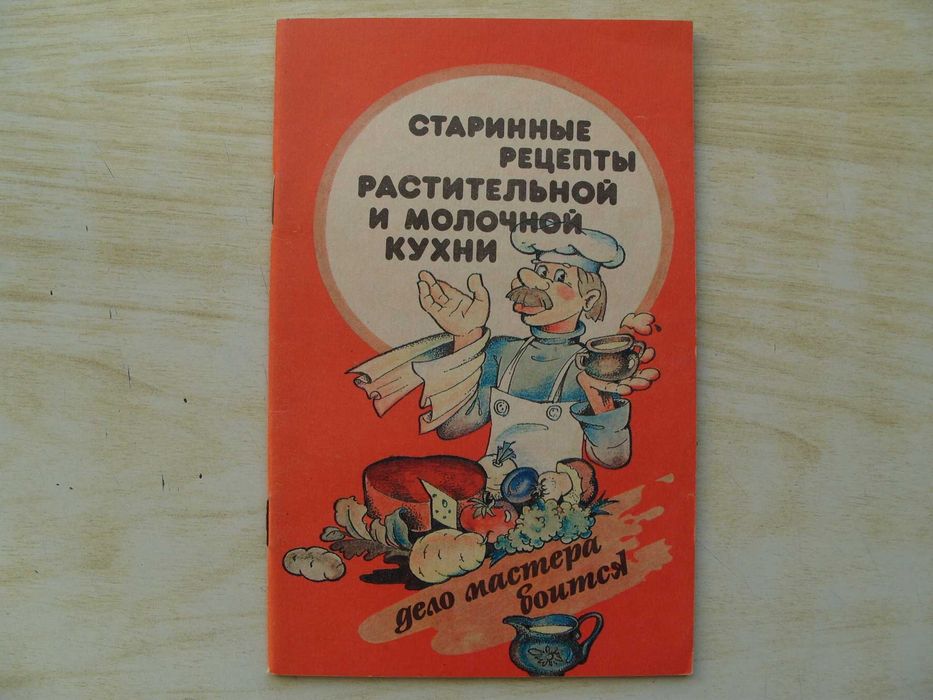 СТАРИННЫЕ
РЕЦЕПТЫ
РАСТИТЕЛЬНОЙ
И МОЛОЧНОЙ
КУХНИ
дело мастера
боится